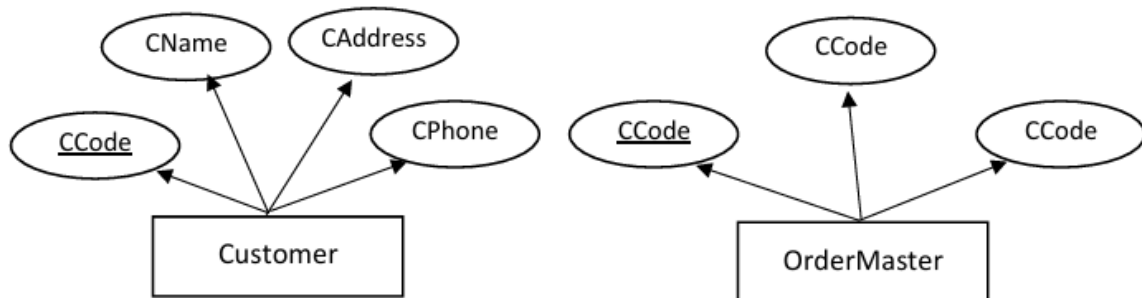 CName
CAddress
CCode
CPhone
Customer
CCode
CCode
CCode
OrderMaster